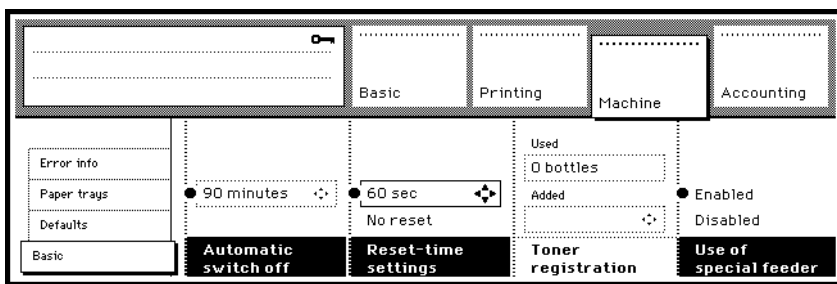 Basic
Printing
Machine
Accounting
Error info
Paper trays
Defaults
Basic
90 minutes
Automatic
switch off
60 sec
No reset
Reset-time
settings
Used
0 bottles
Added
Toner
registration
Enabled
Disabled
Use of
special feeder